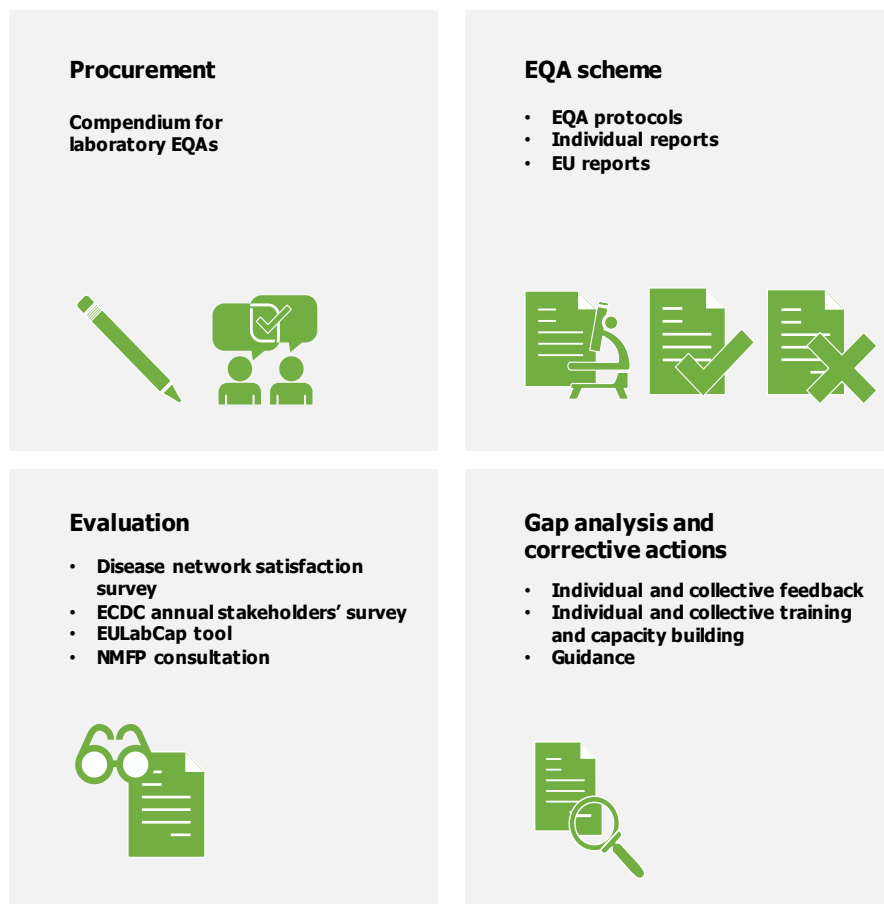 Procurement
Compendium for
laboratory EQAs
EQA scheme
• EQA protocols
• Individual reports
• EU reports
Evaluation
• Disease network satisfaction
survey
• ECDC annual stakeholders’ survey
• EULabCap tool
• NMFP consultation
Gap analysis and
corrective actions
• Individual and collective feedback
• Individual and collective training
and capacity building
• Guidance